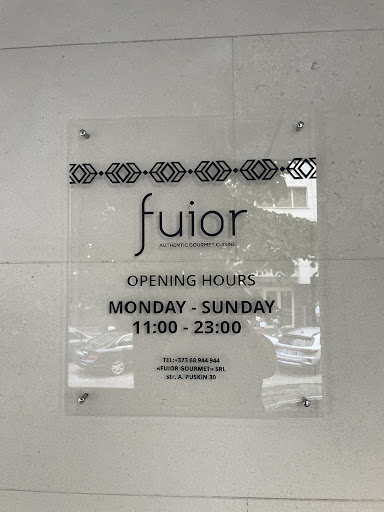 fuior
AUTHENTIC GOURMET CUISINE
OPENING HOURS
MONDAY - SUNDAY
11:00 - 23:00
TEL:+373 68 944 944
«FUIOR GOURMET» SRL
str. A. PUSKIN 30